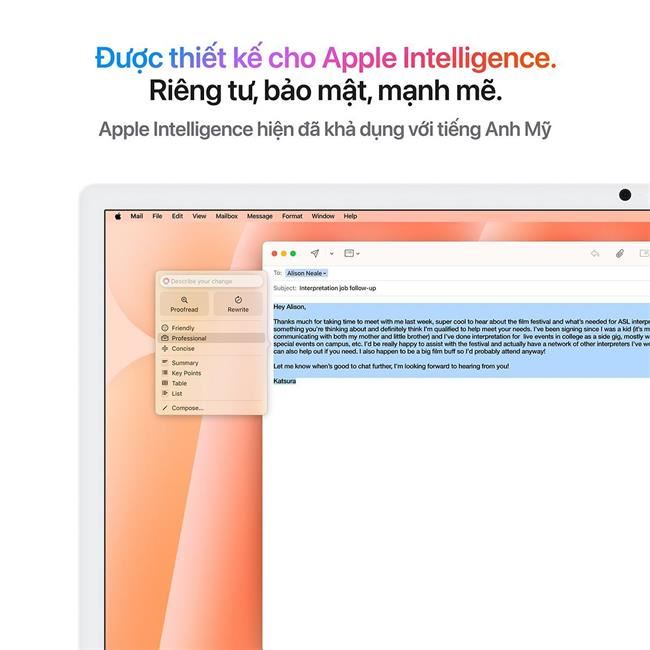 Được thiết kế cho Apple Intelligence.
Riêng tư, bảo mật, mạnh mẽ.
Apple Intelligence hiện đã khả dụng với tiếng Anh Mỹ
Mail File Edit View Mailbox Message Format Window Help
To: Alison Neale
Subject: Interpretation job follow-up
Describe your change
Proofread Rewrite
Friendly
Professional
Concise
Summary
Key Points
Table
List
Compose...
Hey Alison,
Thanks much for taking time to meet with me last week, super cool to hear about the film festival and what's needed for ASL
something you're thinking about and definitely think I'm qualified to help meet your needs. I've been signing since I was a kid (it's
communicating with both my mother and little brother) and I've done interpretation for live events in college as a side gig, mostly
special events on campus, etc. I'd be really happy to assist with the festival and actually have a network of other interpreters I've
can also help out if you need. I also happen to be a big film buff so I'd probably attend anyway!
Let me know when's good to chat further, I'm looking forward to hearing from you!
Katsura